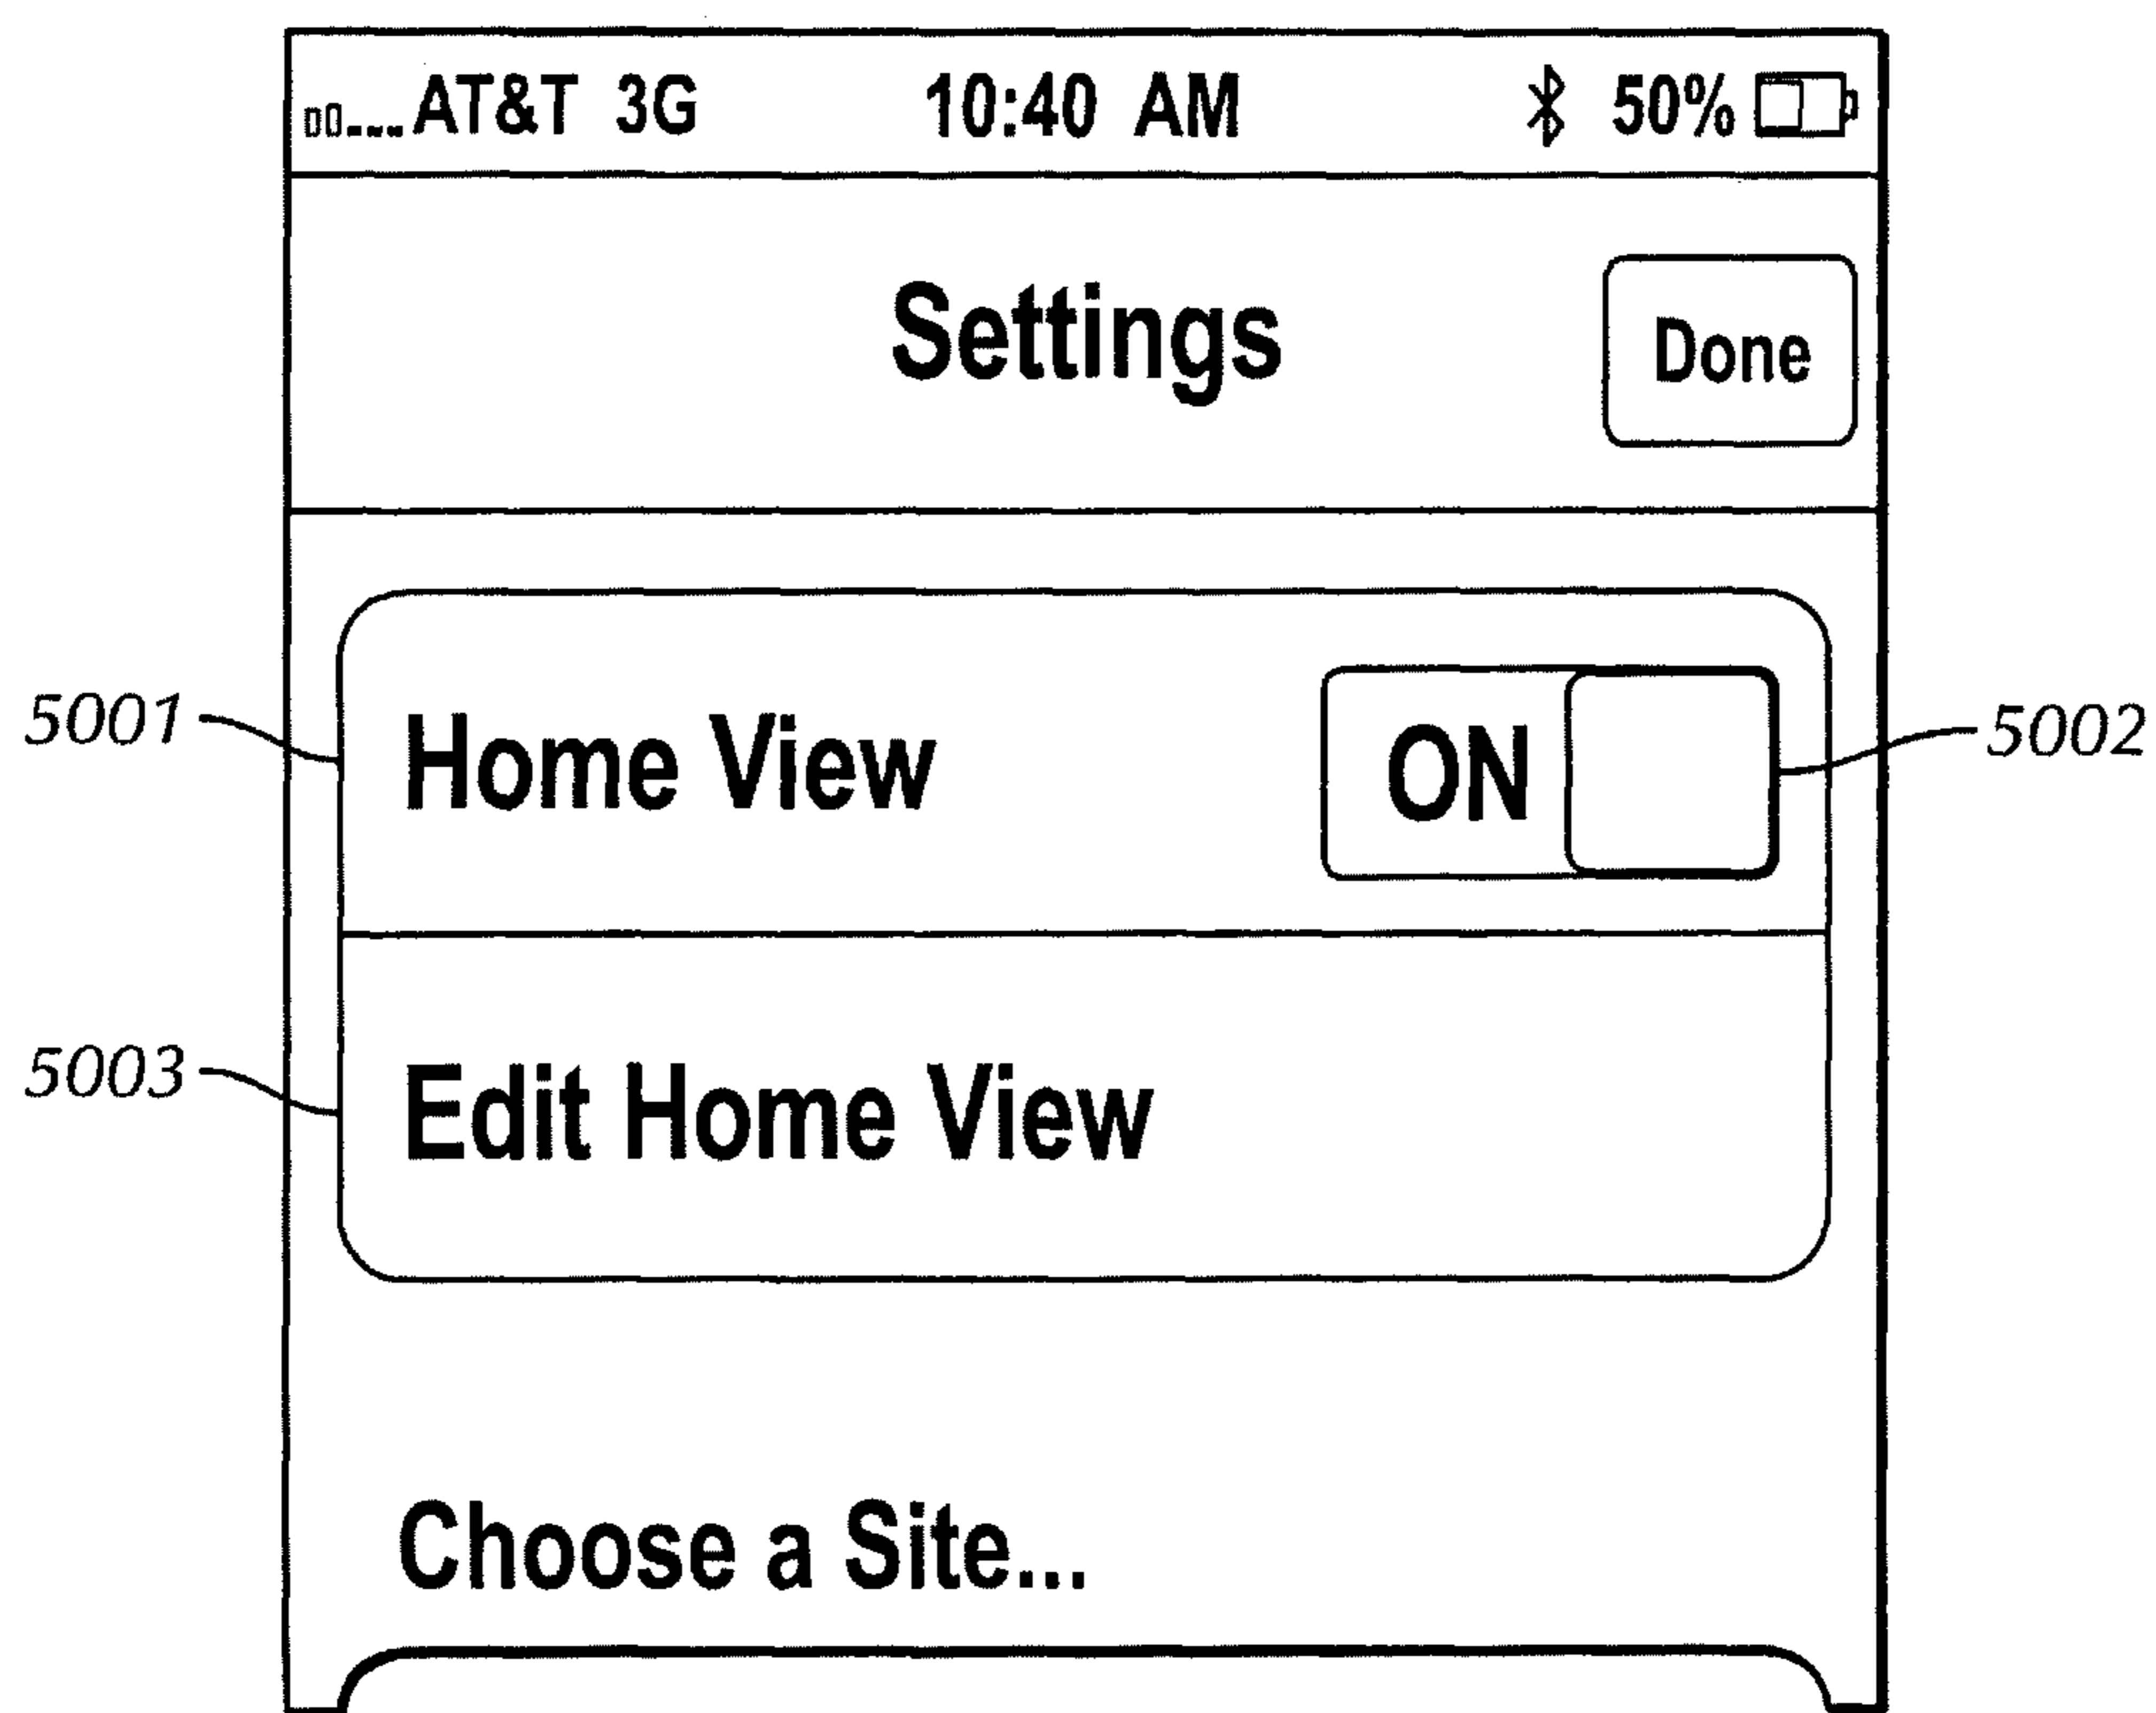 AT&T 3G 10:40 AM 50%
Settings Done
5001 Home View ON 5002
5003 Edit Home View
Choose a Site...